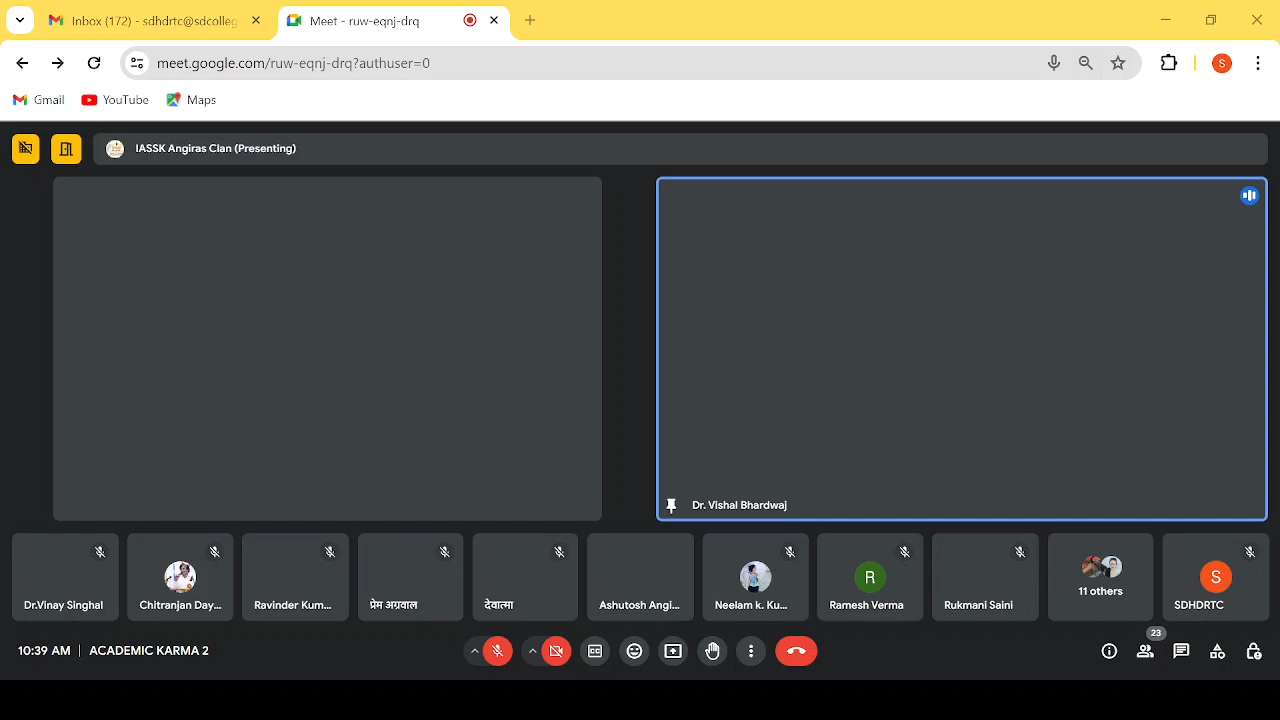 Inbox (172) - sdhdrtc@sdcolleg
Meet - ruw-eqnj-drq
meet.google.com/ruw-eqnj-drq?authuser=0
S
Gmail
YouTube
Maps
IASSK Angiras Clan (Presenting)
Dr. Vishal Bhardwaj
Dr.Vinay Singhal
Chitranjan Day...
Ravinder Kum...
प्रेम अग्रवाल
देवात्मा
Ashutosh Angi...
Neelam k. Ku...
R
Ramesh Verma
Rukmani Saini
11 others
S
SDHDRTC
10:39 AM | ACADEMIC KARMA 2
CC
23